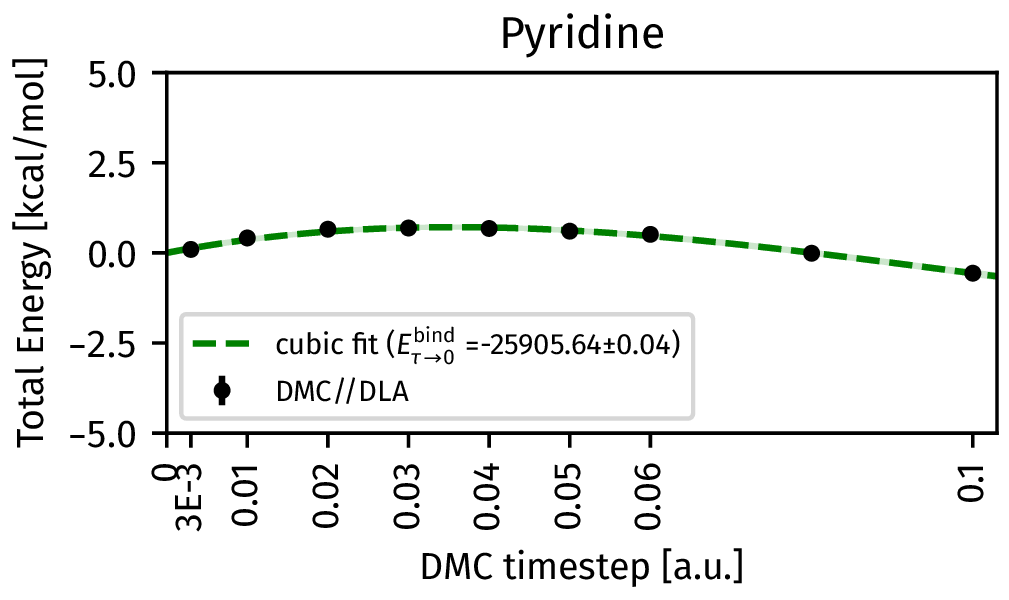 Pyridine
Total Energy [kcal/mol]
5.0
2.5
0.0
−2.5
−5.0
cubic fit (E^bind_τ→0 =-25905.64±0.04)
DMC//DLA
0
3E-3
0.01
0.02
0.03
0.04
0.05
0.06
0.1
DMC timestep [a.u.]